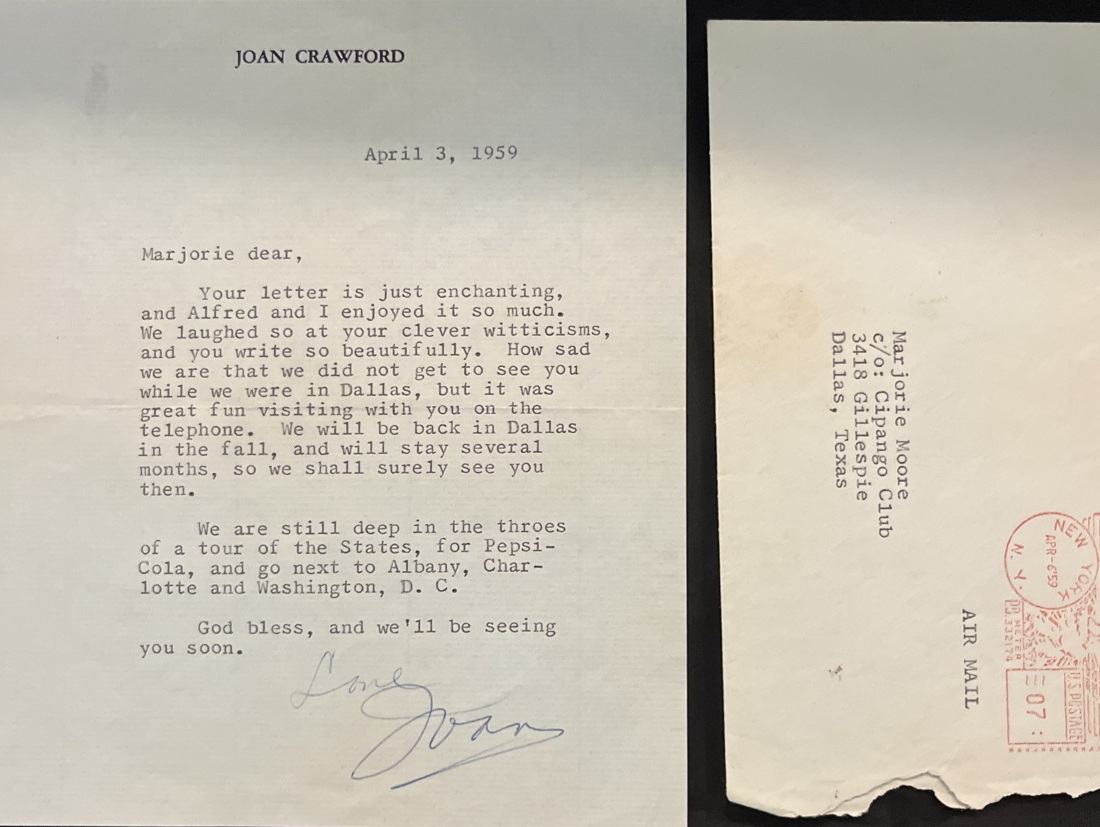 JOAN CRAWFORD
April 3, 1959
Marjorie dear,
Your letter is just enchanting,
and Alfred and I enjoyed it so much.
We laughed so at your clever witticisms,
and you write so beautifully. How sad
we are that we did not get to see you
while we were in Dallas, but it was
great fun visiting with you on the
telephone. We will be back in Dallas
in the fall, and will stay several
months, so we shall surely see you
then.
We are still deep in the throes
of a tour of the States, for Pepsi-
Cola, and go next to Albany, Char-
lotte and Washington, D. C.
God bless, and we'll be seeing
you soon.
Love
Joan
Marjorie Moore
c/o: Cipango Club
3418 Gillespie
Dallas, Texas
AIR MAIL
NEW YORK
N. Y.
APR-6'59
METER
U.S. POSTAGE
07